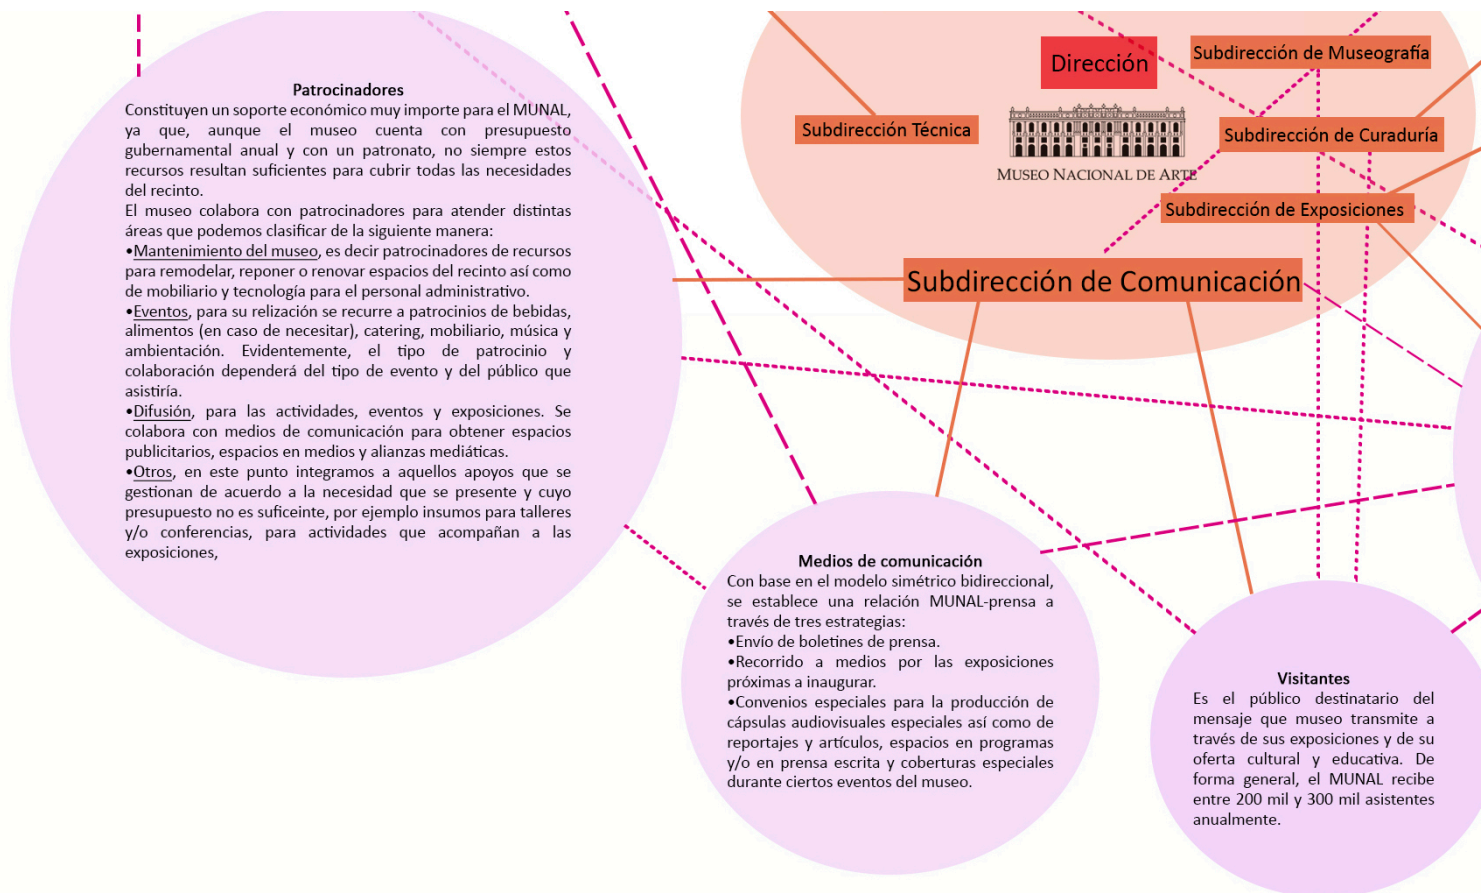 Patrocinadores
Constituyen un soporte económico muy importe para el MUNAL,
ya que, aunque el museo cuenta con presupuesto
gubernamental anual y con un patronato, no siempre estos
recursos resultan suficientes para cubrir todas las necesidades
del recinto.
El museo colabora con patrocinadores para atender distintas
áreas que podemos clasificar de la siguiente manera:
•Mantenimiento del museo, es decir patrocinadores de recursos
para remodelar, reponer o renovar espacios del recinto así como
de mobiliario y tecnología para el personal administrativo.
•Eventos, para su relización se recurre a patrocinios de bebidas,
alimentos (en caso de necesitar), catering, mobiliario, música y
ambientación. Evidentemente, el tipo de patrocinio y
colaboración dependerá del tipo de evento y del público que
asistiría.
•Difusión, para las actividades, eventos y exposiciones. Se
colabora con medios de comunicación para obtener espacios
publicitarios, espacios en medios y alianzas mediáticas.
•Otros, en este punto integramos a aquellos apoyos que se
gestionan de acuerdo a la necesidad que se presente y cuyo
presupuesto no es suficeinte, por ejemplo insumos para talleres
y/o conferencias, para actividades que acompañan a las
exposiciones,
Dirección
Subdirección de Museografía
Subdirección Técnica
Subdirección de Curaduría
MUSEO NACIONAL DE ARTE
Subdirección de Exposiciones
Subdirección de Comunicación
Medios de comunicación
Con base en el modelo simétrico bidireccional,
se establece una relación MUNAL-prensa a
través de tres estrategias:
•Envío de boletines de prensa.
•Recorrido a medios por las exposiciones
próximas a inaugurar.
•Convenios especiales para la producción de
cápsulas audiovisuales especiales así como de
reportajes y artículos, espacios en programas
y/o en prensa escrita y coberturas especiales
durante ciertos eventos del museo.
Visitantes
Es el público destinatario del
mensaje que museo transmite a
través de sus exposiciones y de su
oferta cultural y educativa. De
forma general, el MUNAL recibe
entre 200 mil y 300 mil asistentes
anualmente.